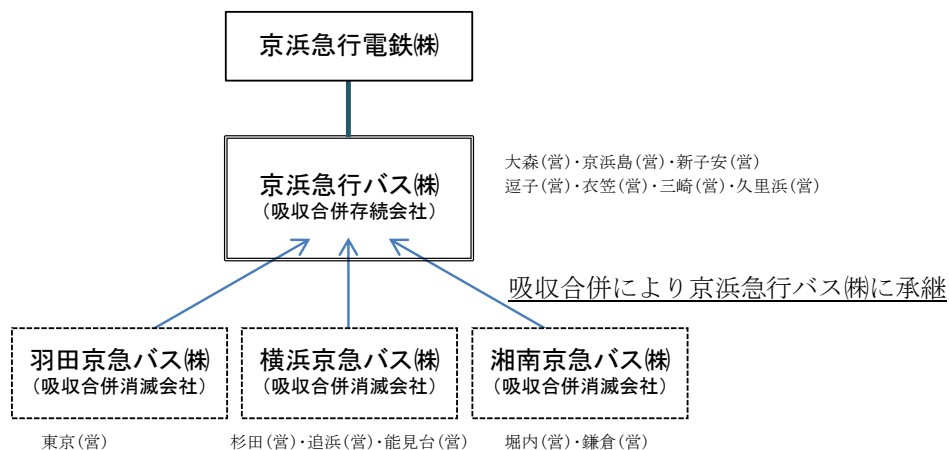 京浜急行電鉄㈱
京浜急行バス㈱
(吸収合併存続会社)
大森(営)・京浜島(営)・新子安(営)
逗子(営)・衣笠(営)・三崎(営)・久里浜(営)
吸収合併により京浜急行バス㈱に承継
羽田京急バス㈱
(吸収合併消滅会社)
横浜京急バス㈱
(吸収合併消滅会社)
湘南京急バス㈱
(吸収合併消滅会社)
東京(営)
杉田(営)・追浜(営)・能見台(営)
堀内(営)・鎌倉(営)